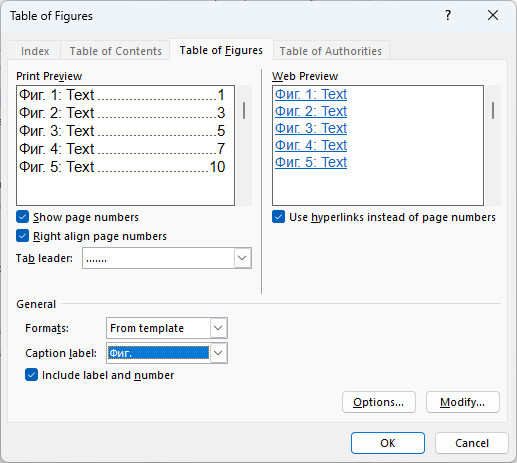 Table of Figures
Index
Table of Contents
Table of Figures
Table of Authorities
Print Preview
Фиг. 1: Text ........................ 1
Фиг. 2: Text ........................ 3
Фиг. 3: Text ........................ 5
Фиг. 4: Text ........................ 7
Фиг. 5: Text ........................ 10
Show page numbers
Right align page numbers
Tab leader: .......
Web Preview
Фиг. 1: Text
Фиг. 2: Text
Фиг. 3: Text
Фиг. 4: Text
Фиг. 5: Text
Use hyperlinks instead of page numbers
General
Formats: From template
Caption label: Фиг.
Include label and number
Options...
Modify...
OK
Cancel